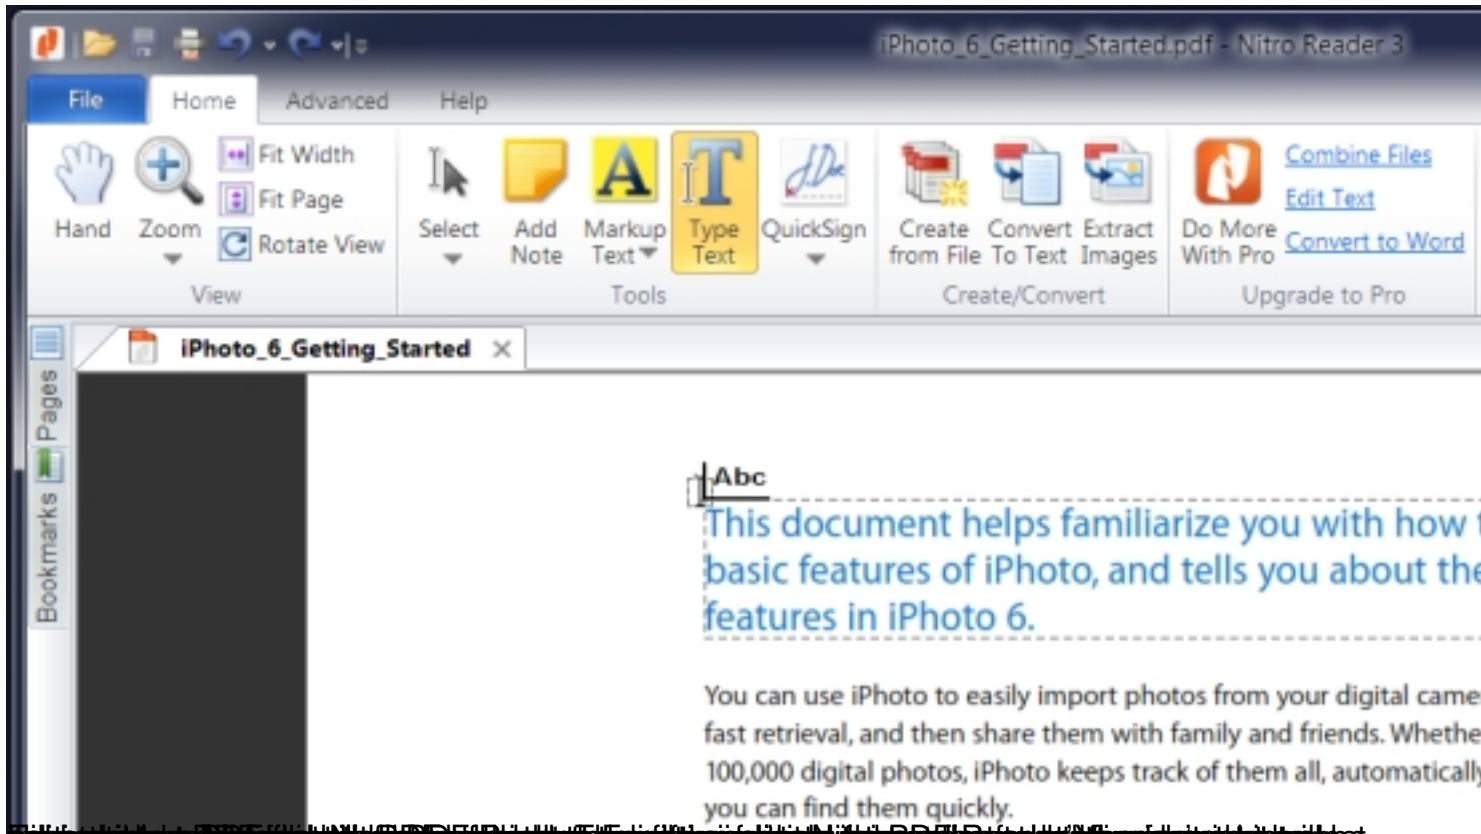 iPhoto_6_Getting_Started.pdf - Nitro Reader 3
File Home Advanced Help
Hand Zoom Fit Width Fit Page Rotate View
Select Add Note Markup Text Type Text QuickSign
Create from File Convert To Text Extract Images
Do More With Pro Combine Files Edit Text Convert to Word
View Tools Create/Convert Upgrade to Pro
iPhoto_6_Getting_Started
Pages
Bookmarks
Abc
This document helps familiarize you with how
basic features of iPhoto, and tells you about the
features in iPhoto 6.
You can use iPhoto to easily import photos from your digital came
fast retrieval, and then share them with family and friends. Whethe
100,000 digital photos, iPhoto keeps track of them all, automatically
you can find them quickly.